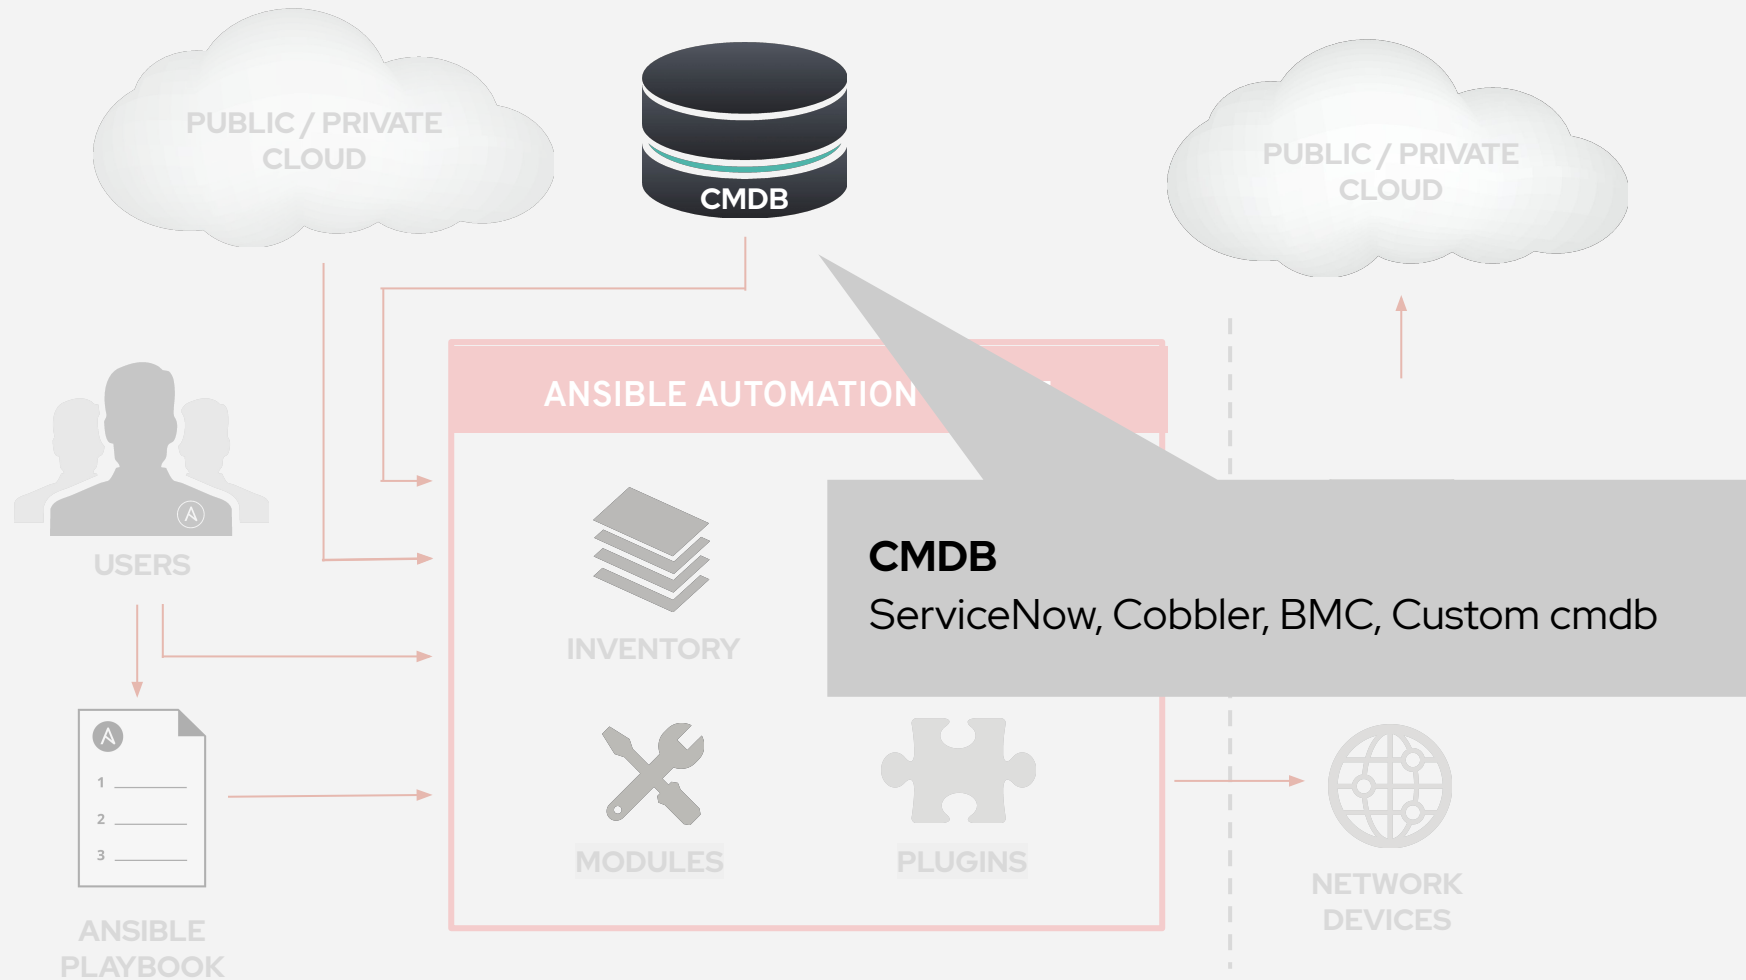 PUBLIC / PRIVATE
CLOUD
CMDB
PUBLIC / PRIVATE
CLOUD
ANSIBLE AUTOMATION
USERS
CMDB
ServiceNow, Cobbler, BMC, Custom cmdb
INVENTORY
1
2
3
MODULES
PLUGINS
NETWORK
DEVICES
ANSIBLE
PLAYBOOK